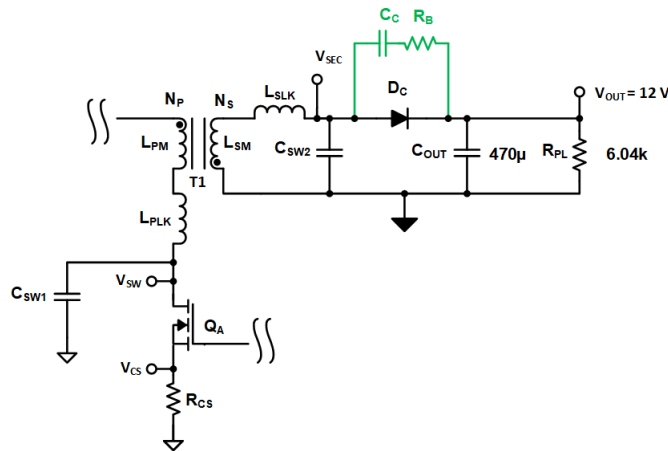 CC RB
VSEC
NP NS LSLK DC VOUT = 12 V
LPM LSM CSW2 COUT 470µ RPL 6.04k
T1
LPLK
VSW
CSW1
QA
VCS
RCS